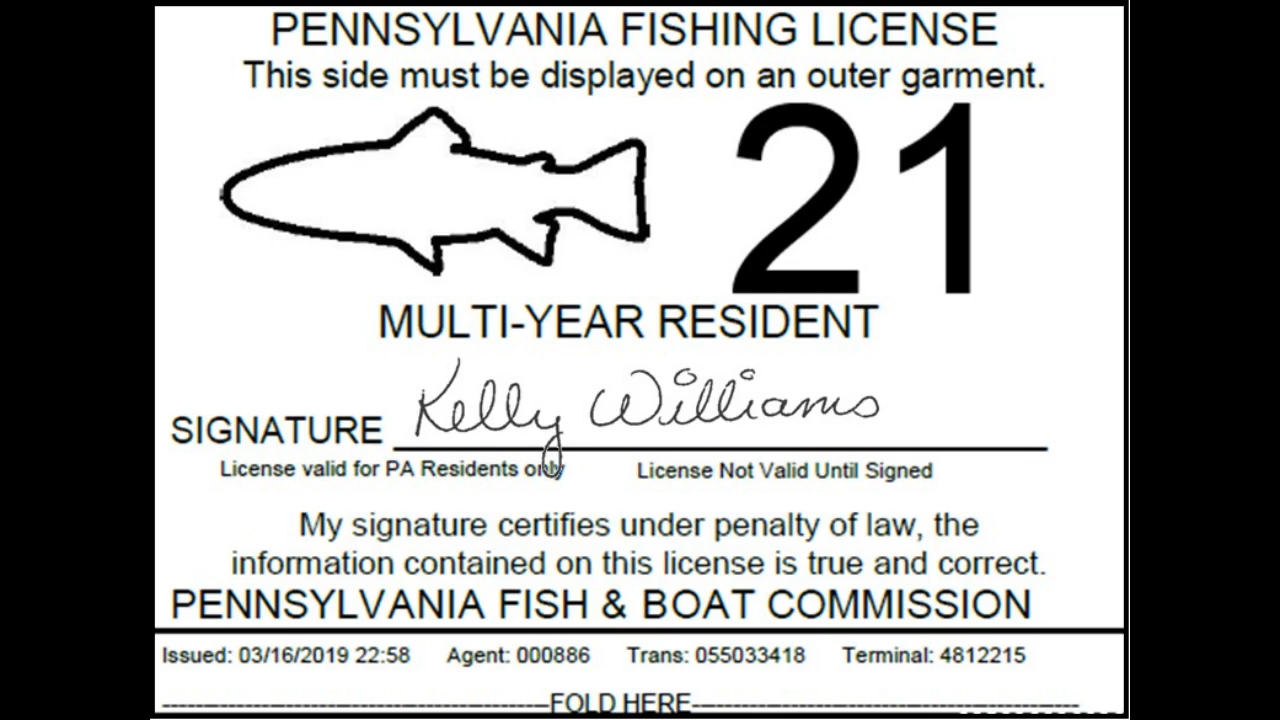 PENNSYLVANIA FISHING LICENSE
This side must be displayed on an outer garment.
21
MULTI-YEAR RESIDENT
SIGNATURE Kelly Williams
License valid for PA Residents only License Not Valid Until Signed
My signature certifies under penalty of law, the
information contained on this license is true and correct.
PENNSYLVANIA FISH & BOAT COMMISSION
Issued: 03/16/2019 22:58 Agent: 000886 Trans: 055033418 Terminal: 4812215
----------FOLD HERE----------